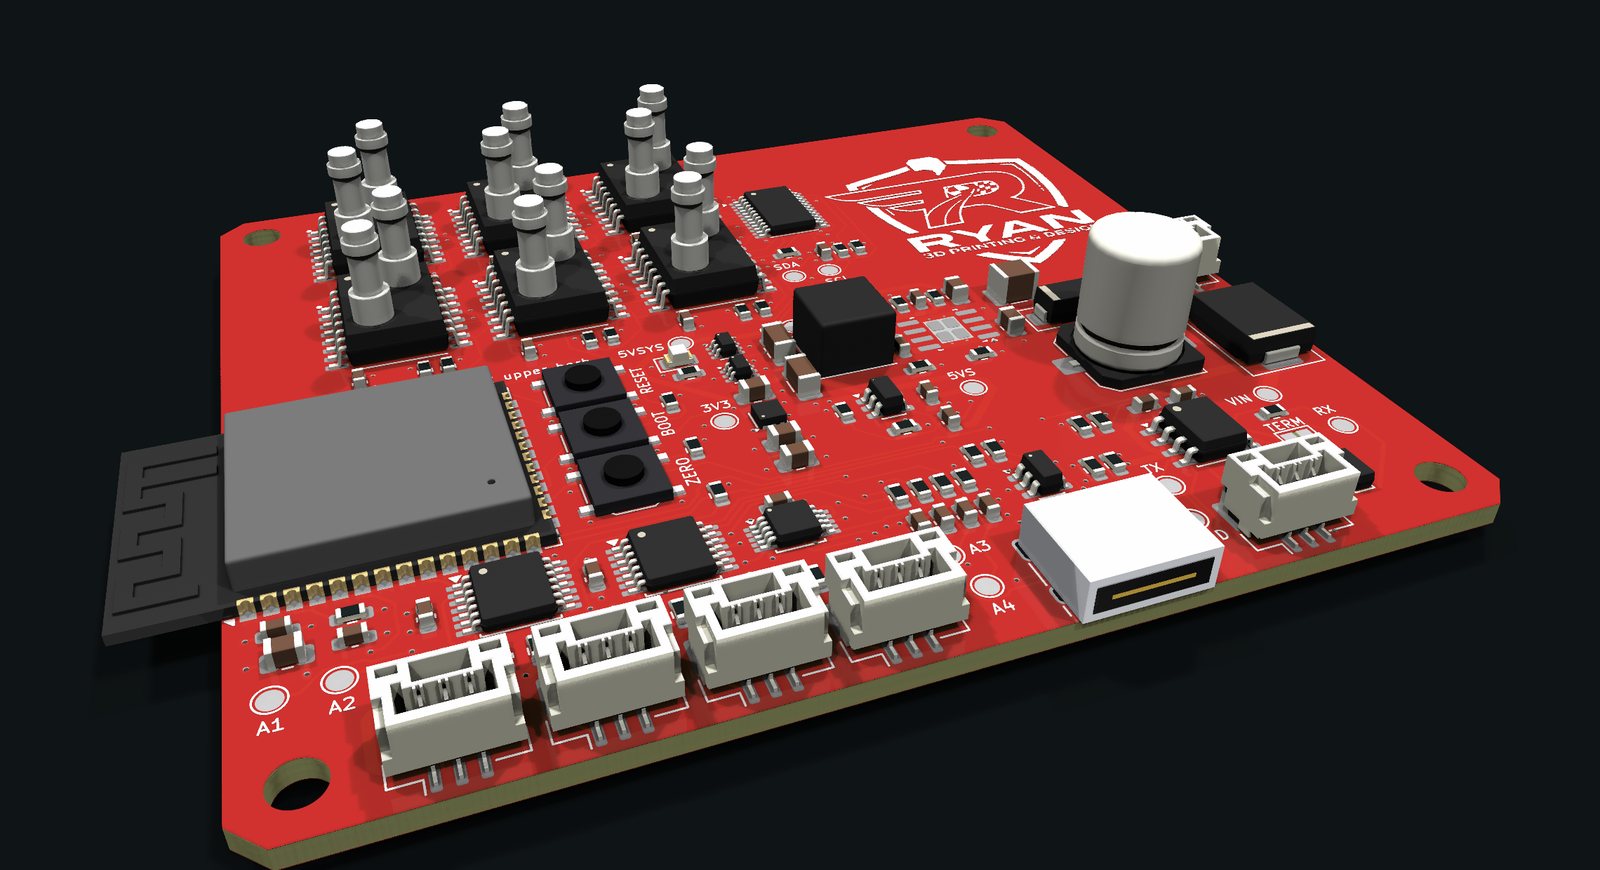 RYAN
3D PRINTING & DESIGN
SDA
5VSYS
RESET
5VS
3V3
BOOT
VIN
RX
TERM
ZERO
TX
A3
A4
A2
A1